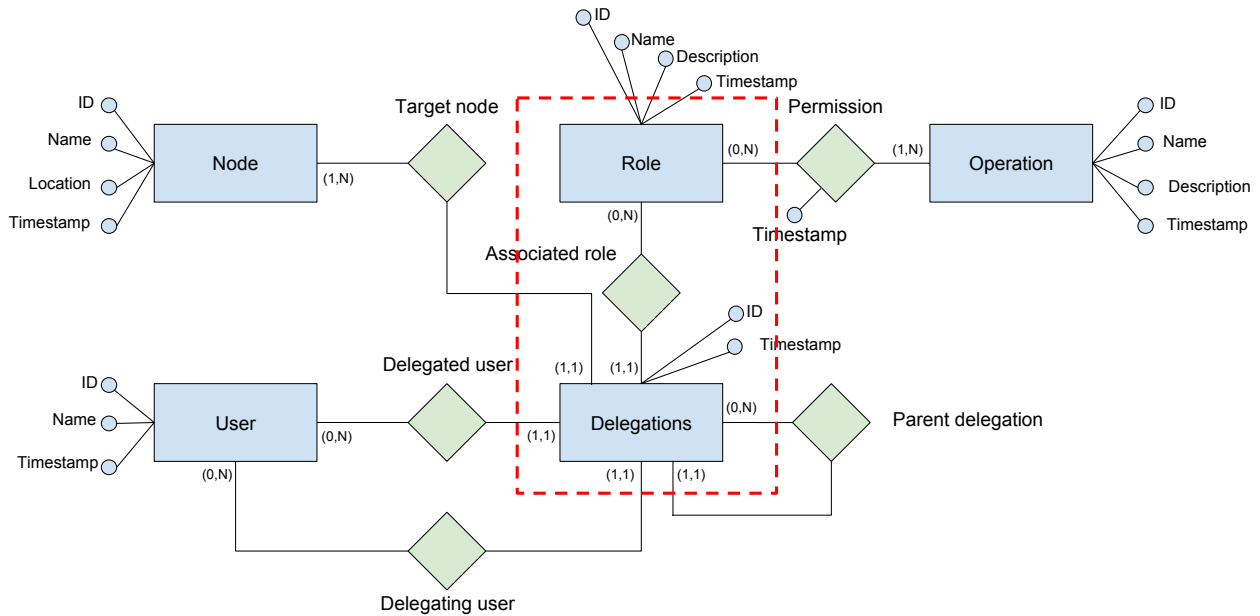 ID
Name
Description
Timestamp
Target node
Permission
ID
Name
Location
Timestamp
Node
(1,N)
Role
(0,N)
(0,N)
(1,N)
Operation
ID
Name
Description
Timestamp
Timestamp
Associated role
ID
Timestamp
Delegated user
(1,1)
(1,1)
ID
Name
Timestamp
User
(0,N)
(0,N)
(1,1)
Delegations
(0,N)
(1,1)
(1,1)
Parent delegation
Delegating user